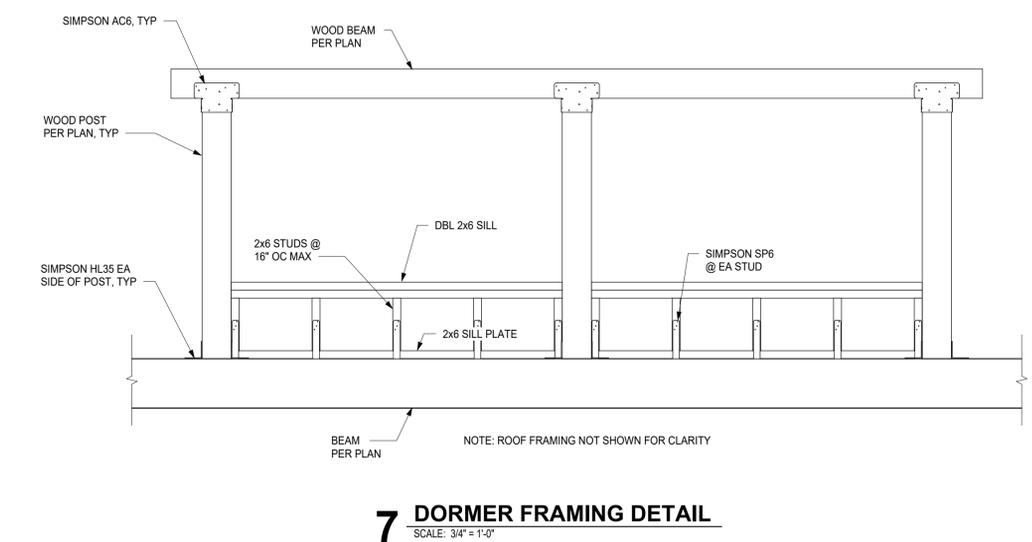 SIMPSON AC6, TYP
WOOD BEAM
PER PLAN
WOOD POST
PER PLAN, TYP
DBL 2x6 SILL
2x6 STUDS @
16" OC MAX
SIMPSON SP6
@ EA STUD
SIMPSON HL35 EA
SIDE OF POST, TYP
2x6 SILL PLATE
BEAM
PER PLAN
NOTE: ROOF FRAMING NOT SHOWN FOR CLARITY
7 DORMER FRAMING DETAIL
SCALE: 3/4" = 1'-0"